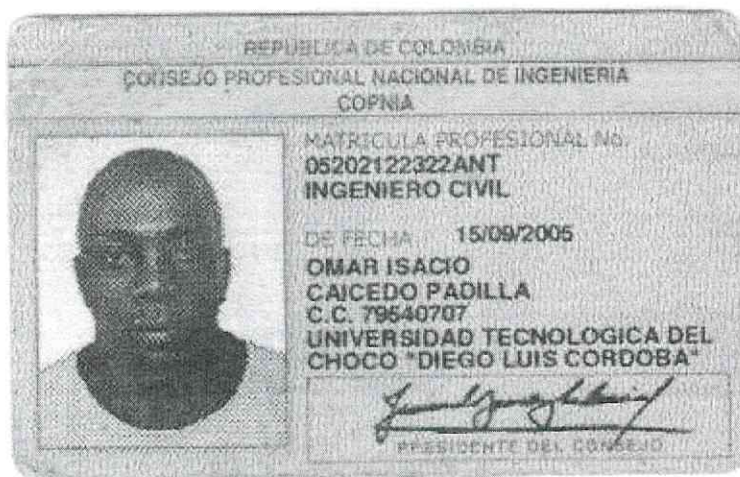 REPUBLICA DE COLOMBIA
CONSEJO PROFESIONAL NACIONAL DE INGENIERIA
COPNIA
MATRICULA PROFESIONAL No.
05202122322ANT
INGENIERO CIVIL
DE FECHA 15/09/2005
OMAR ISACIO
CAICEDO PADILLA
C.C. 79540707
UNIVERSIDAD TECNOLOGICA DEL
CHOCO "DIEGO LUIS CORDOBA"
PRESIDENTE DEL CONSEJO